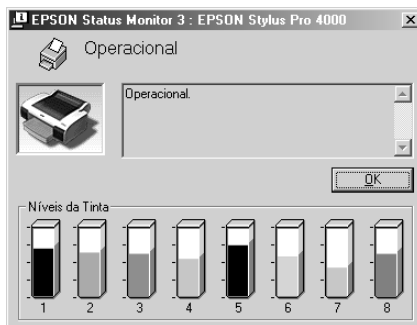 EPSON Status Monitor 3 : EPSON Stylus Pro 4000
Operacional
Operacional.
OK
Níveis da Tinta
1 2 3 4 5 6 7 8